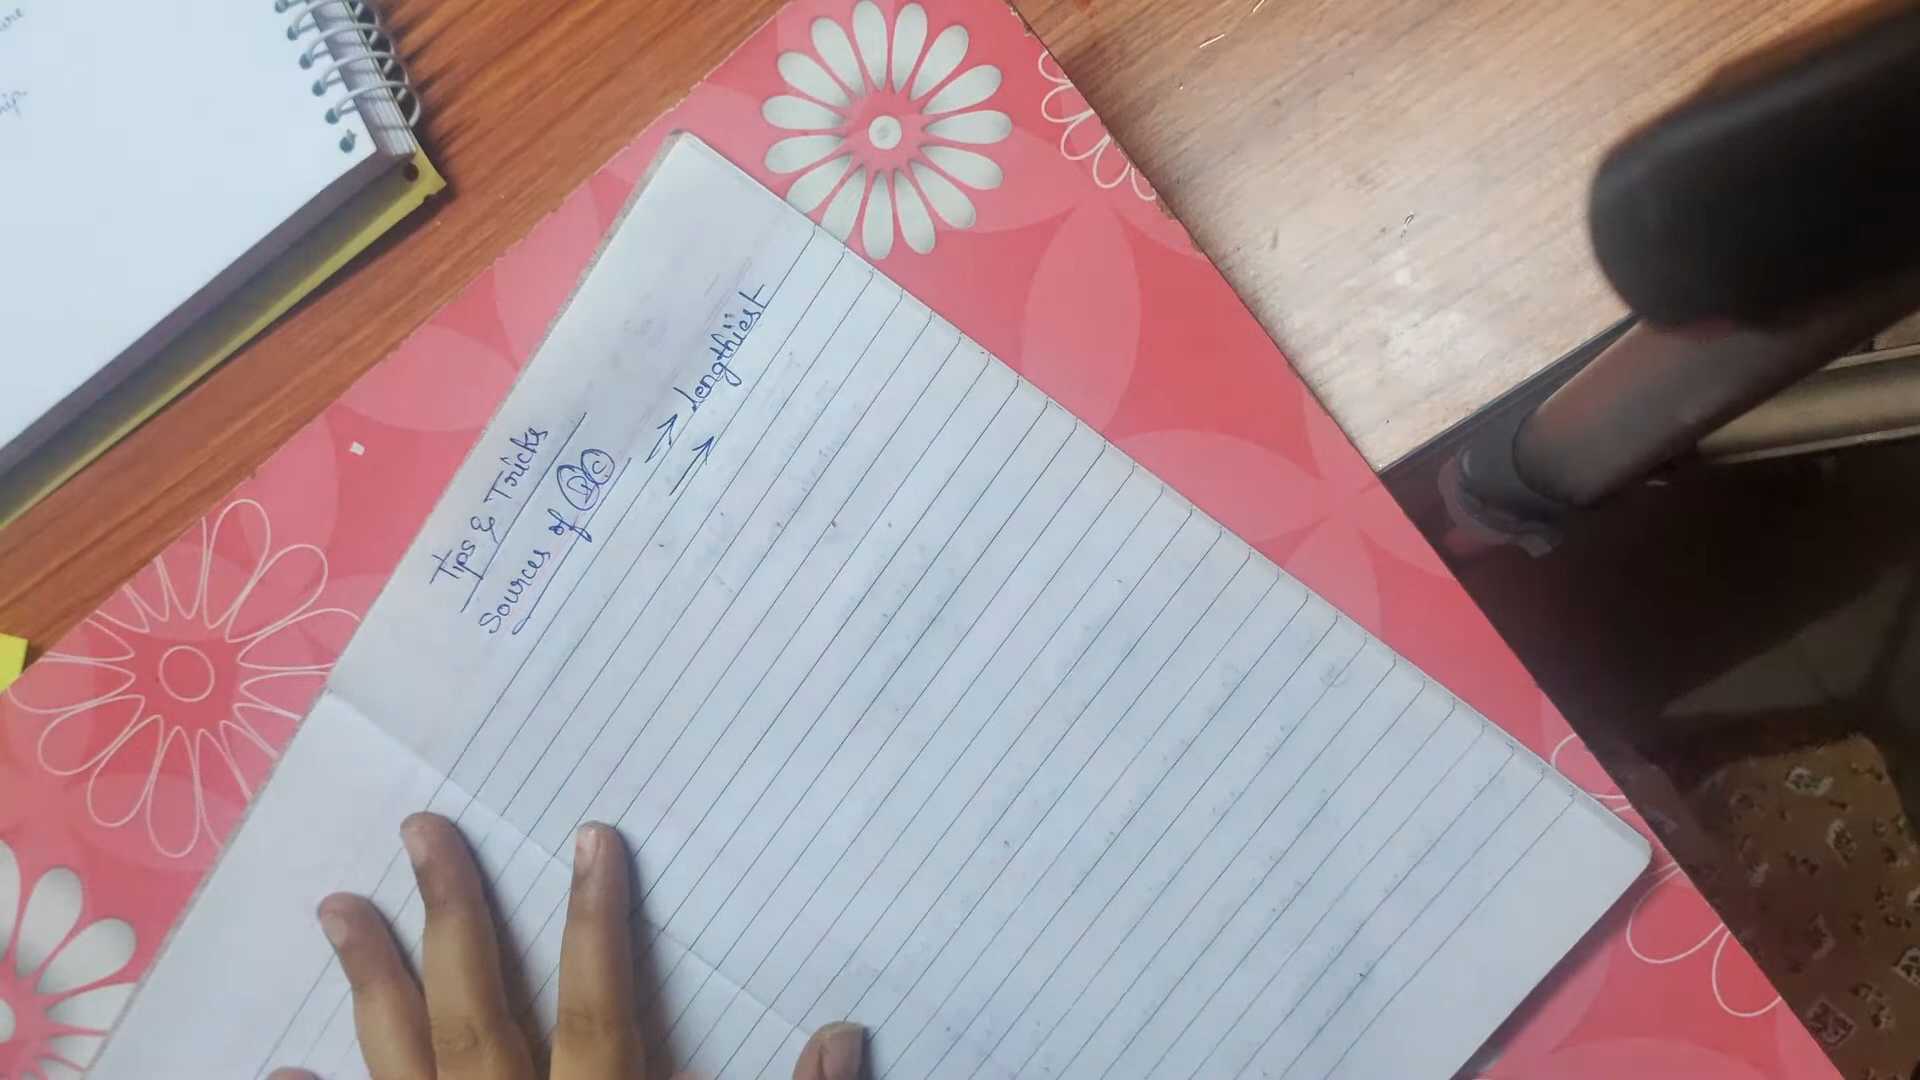 Tips & Tricks
Sources of I C → Lengthiest
→